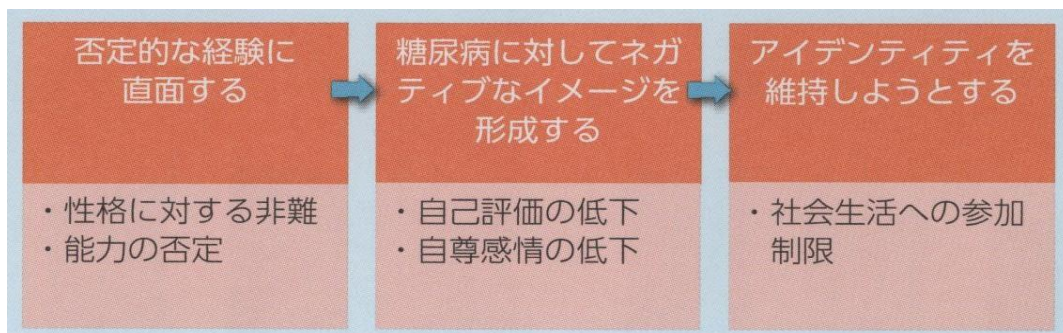 否定的な経験に
直面する
・性格に対する非難
・能力の否定
糖尿病に対してネガ
ティブなイメージを
形成する
・自己評価の低下
・自尊感情の低下
アイデンティティを
維持しようとする
・社会生活への参加
制限